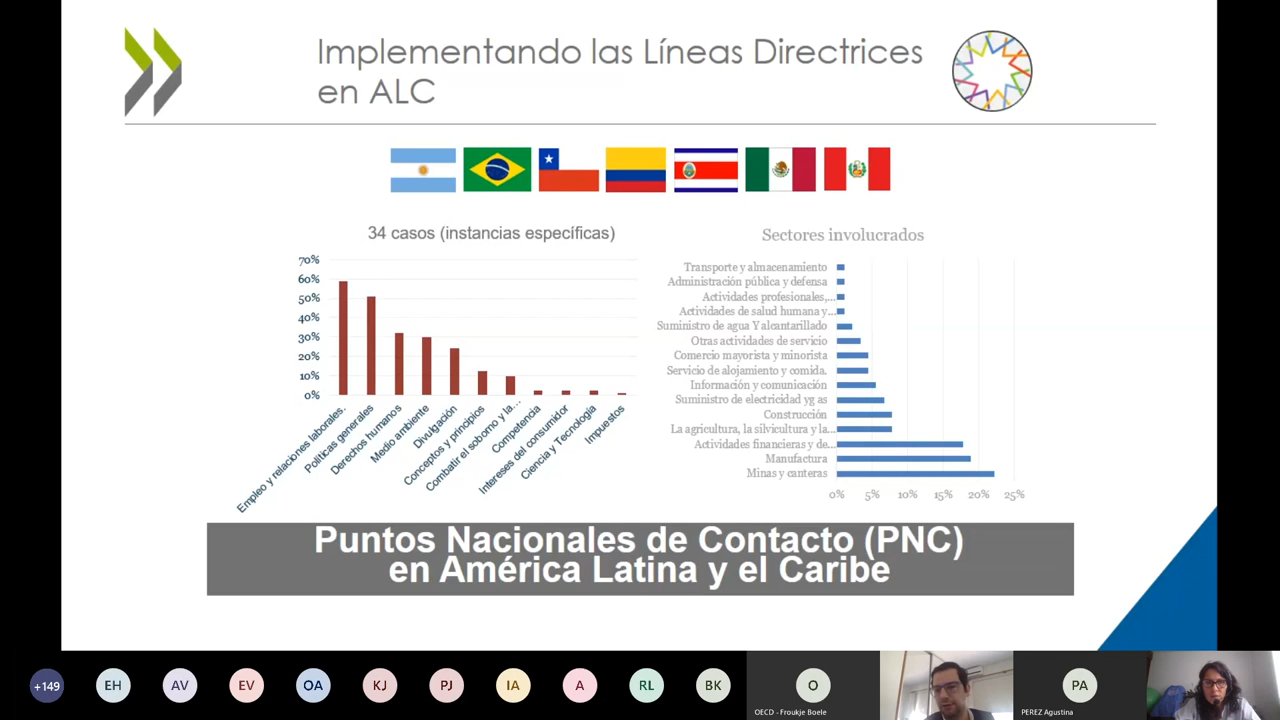 Implementando las Líneas Directrices
en ALC
34 casos (instancias específicas)
70%
60%
50%
40%
30%
20%
10%
0%
Empleo y relaciones laborales.
Políticas generales
Derechos humanos
Medio ambiente
Divulgación
Conceptos y principios
Combatir el soborno y la...
Competencia
Intereses del consumidor
Ciencia y Tecnología
Impuestos
Sectores involucrados
Transporte y almacenamiento
Administración pública y defensa
Actividades profesionales,...
Actividades de salud humana y...
Suministro de agua Y alcantarillado
Otras actividades de servicio
Comercio mayorista y minorista
Servicio de alojamiento y comida.
Información y comunicación
Suministro de electricidad yg as
Construcción
La agricultura, la silvicultura y la...
Actividades financieras y de...
Manufactura
Minas y canteras
0% 5% 10% 15% 20% 25%
Puntos Nacionales de Contacto (PNC)
en América Latina y el Caribe
+149 EH AV EV OA KJ PJ IA A RL BK O PA
OECD - Froukje Boele
PEREZ Agustina